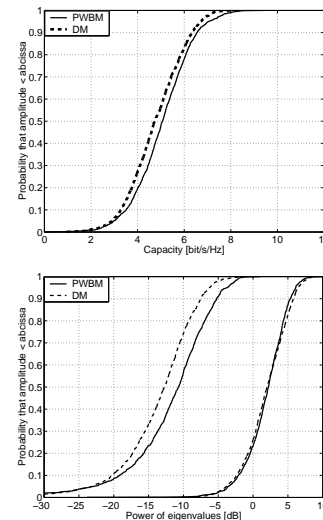 1
0.9
0.8
0.7
0.6
0.5
0.4
0.3
0.2
0.1
0
Probability that amplitude < abcissa
PWBM
DM
0 2 4 6 8 10 1
Capacity [bit/s/Hz]
1
0.9
0.8
0.7
0.6
0.5
0.4
0.3
0.2
0.1
0
Probability that amplitude < abcissa
PWBM
DM
−30 −25 −20 −15 −10 −5 0 5 1
Power of eigenvalues [dB]